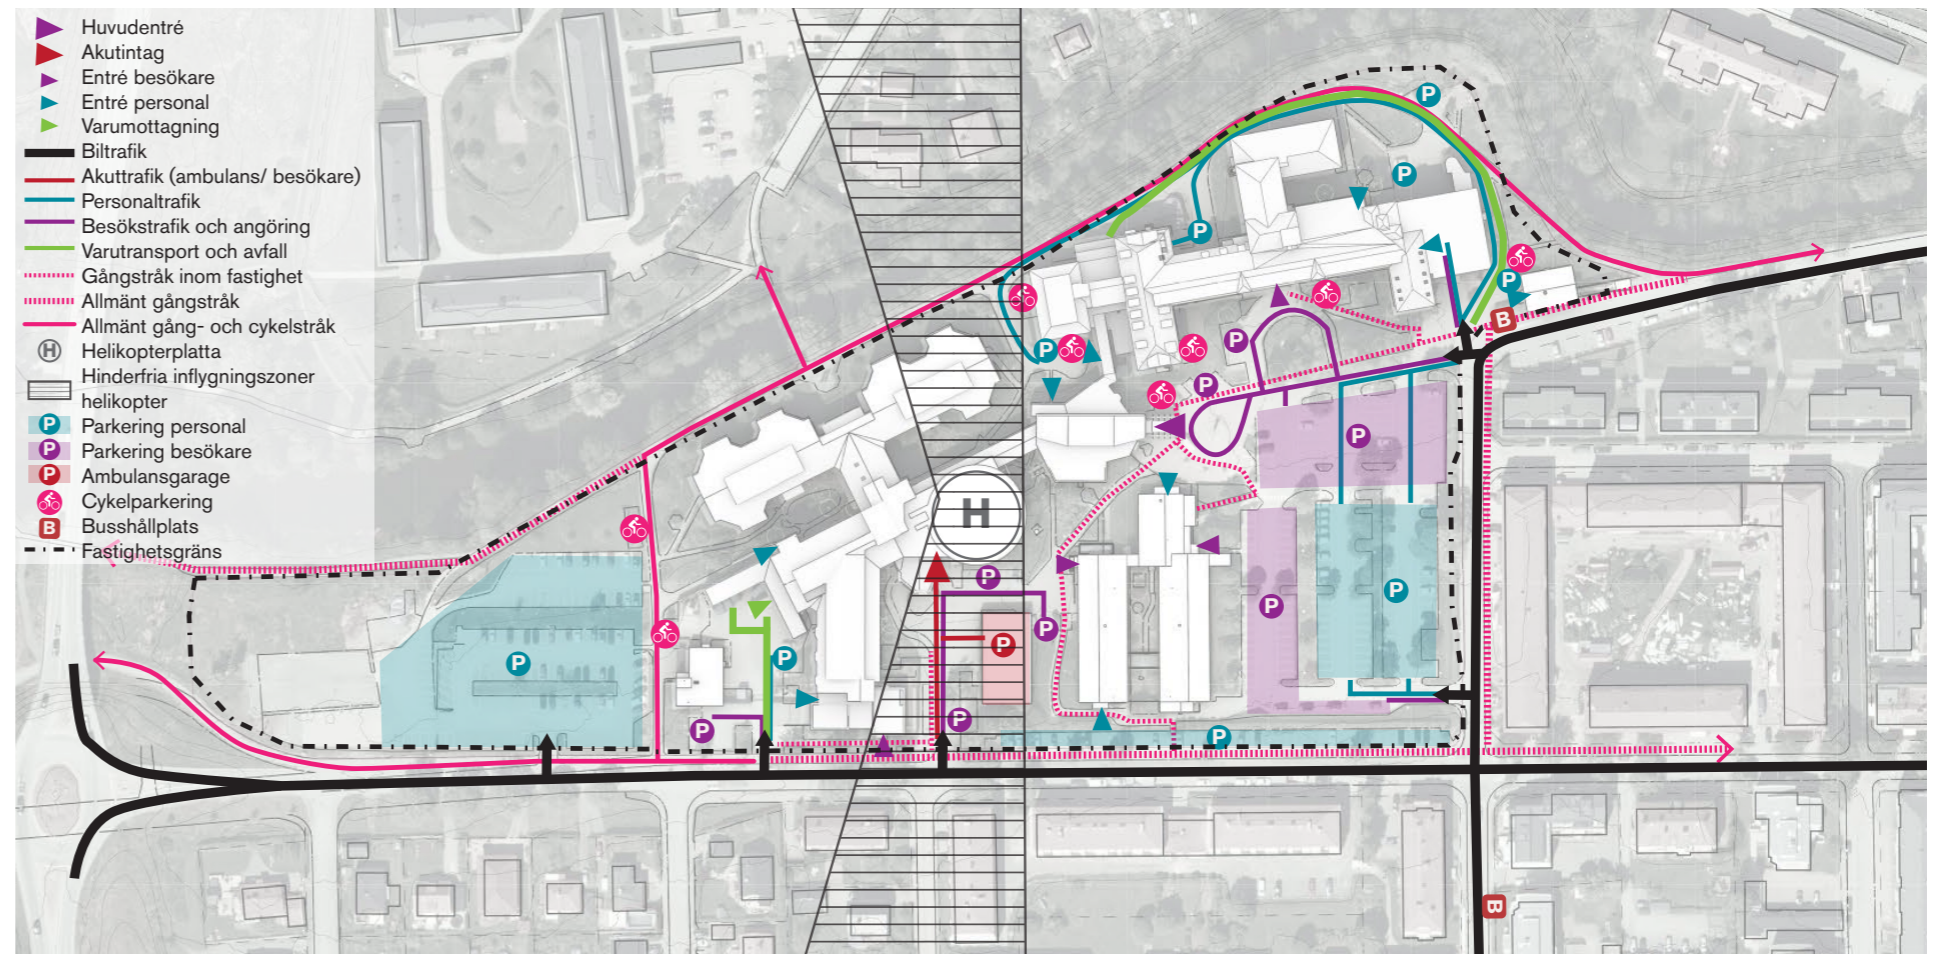 Huvudentré
Akutintag
Entré besökare
Entré personal
Varumottagning
Biltrafik
Akuttrafik (ambulans/ besökare)
Personaltrafik
Besökstrafik och angöring
Varutransport och avfall
Gångstråk inom fastighet
Allmänt gångstråk
Allmänt gång- och cykelstråk
H Helikopterplatta
Hinderfria inflygningszoner
helikopter
P Parkering personal
P Parkering besökare
P Ambulansgarage
Cykelparkering
B Busshållplats
Fastighetsgräns
P
P
P
P
B
P
P
P
P
H
P
P
P
P
P
P
P
P
P
P
B